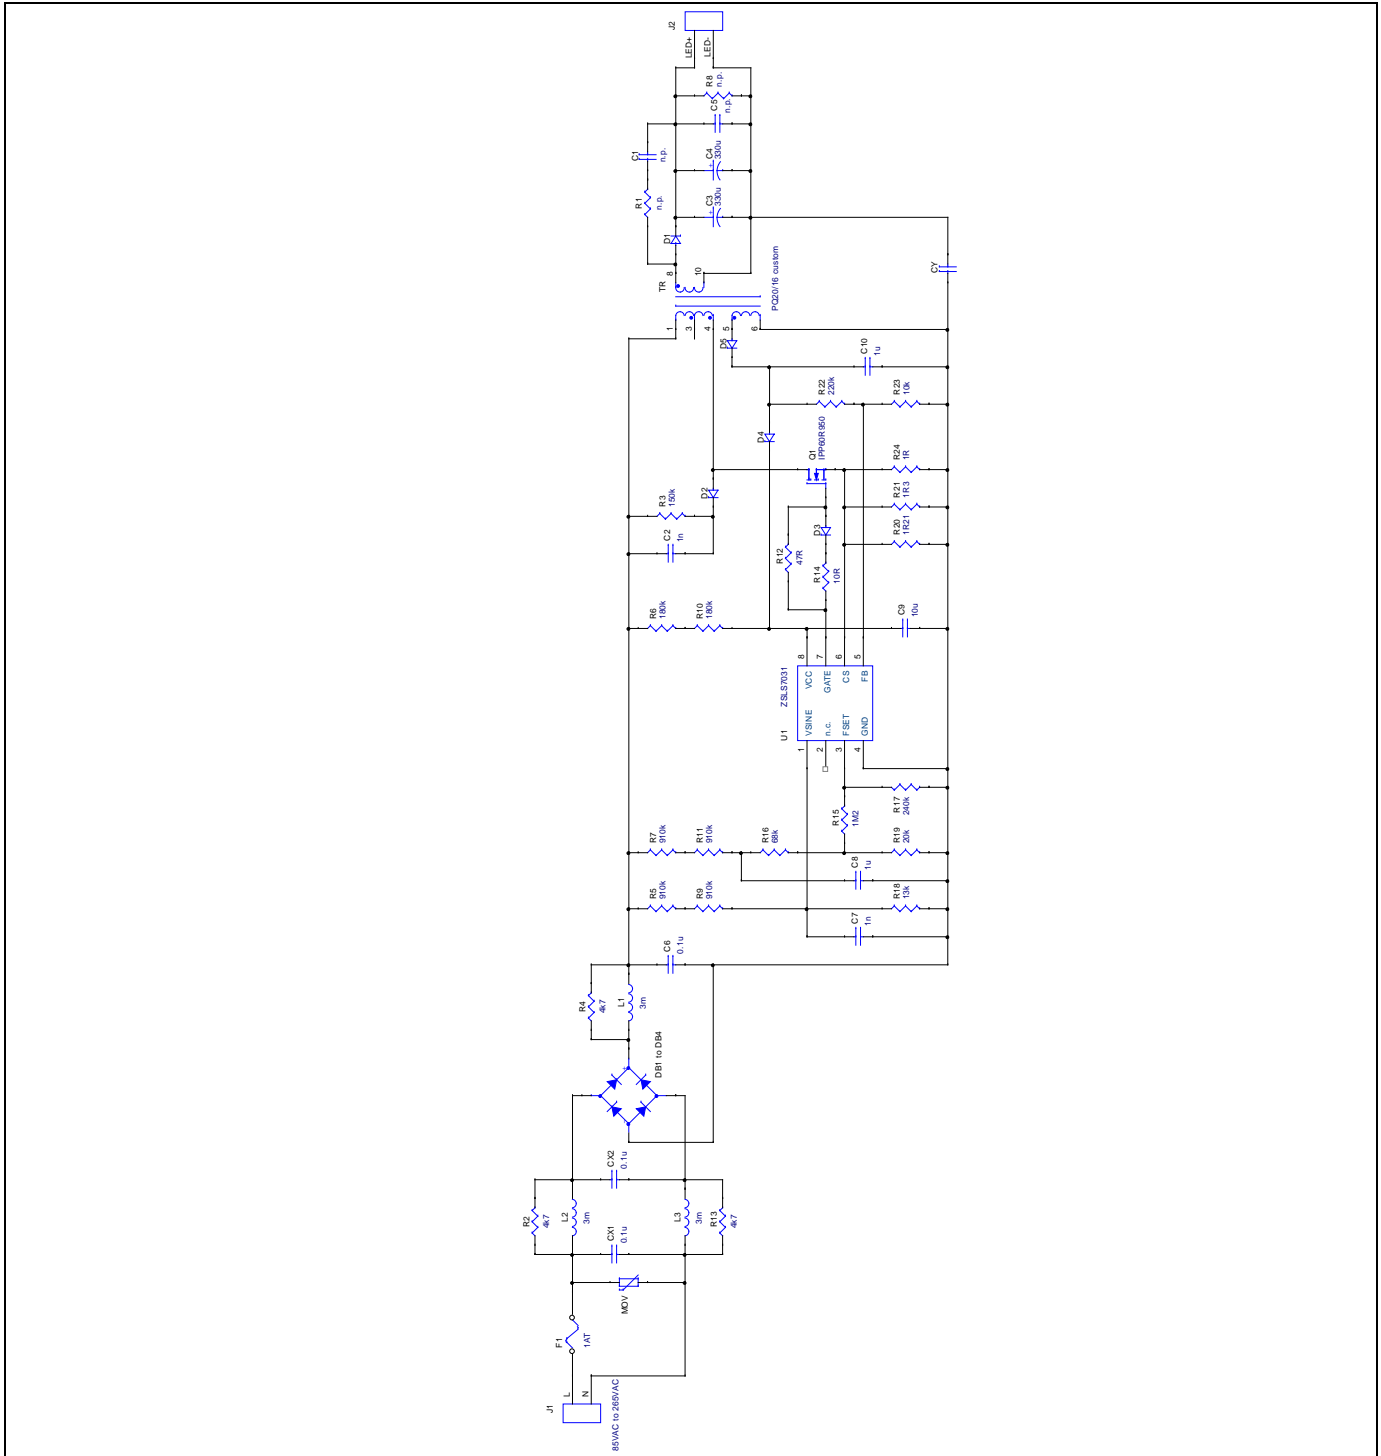 J2
LED+
LED-
R8
n.p.
C5
n.p.
C1
n.p.
C4
330u
+
R1
n.p.
C3
330u
+
D1
8
10
TR
PQ20/16 custom
CY
1
3
4
5
6
D5
C10
1u
R22
220k
R23
10k
D4
Q1
IPP60R950
R24
1R
R3
150k
D2
R21
1R3
C2
1n
R12
47R
D3
R20
1R21
R14
10R
R6
180k
R10
180k
C9
10u
8
7
6
5
ZSLS7031
VCC
GATE
CS
FB
VSINE
n.c.
FSET
GND
U1
1
2
3
4
R15
1M2
R17
240k
R7
910k
R11
910k
R16
68k
R19
20k
C8
1u
R5
910k
R9
910k
R18
13k
C7
1n
C6
0.1u
R4
4k7
L1
3m
+
DB1 to DB4
-
CX2
0.1u
R2
4k7
L2
3m
L3
3m
R13
4k7
CX1
0.1u
MOV
F1
1AT
L
N
J1
85VAC to 265VAC